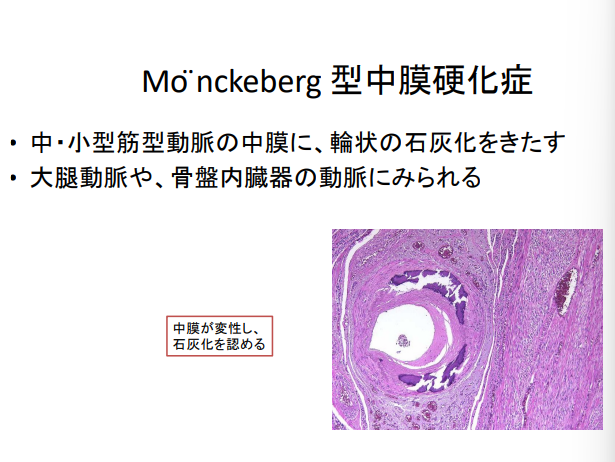 Mönckeberg 型中膜硬化症
• 中・小型筋型動脈の中膜に、輪状の石灰化をきたす
• 大腿動脈や、骨盤内臓器の動脈にみられる
中膜が変性し、
石灰化を認める